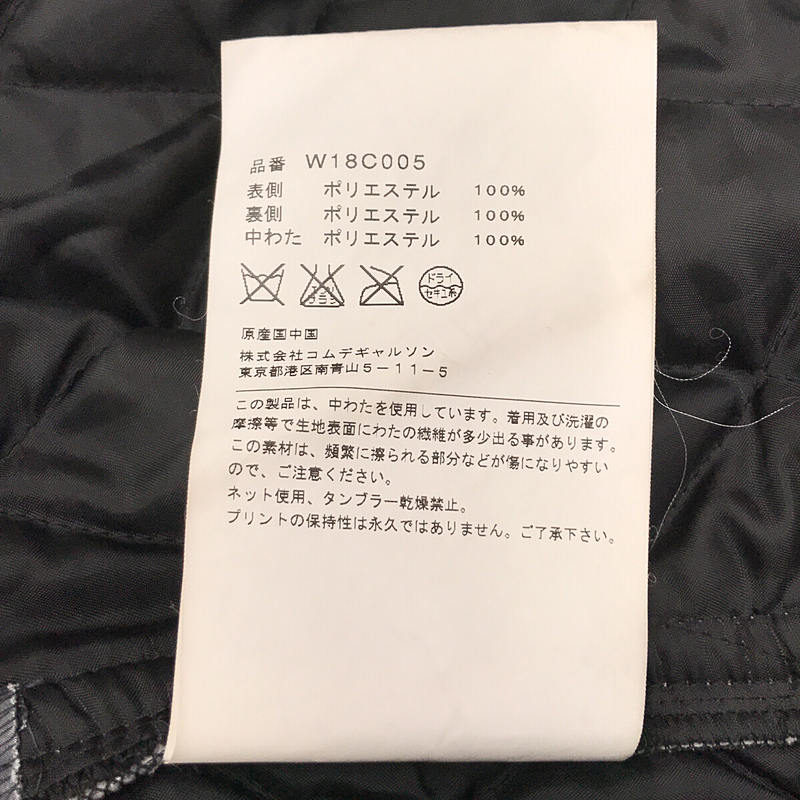 品番 W18C005
表側 ポリエステル 100%
裏側 ポリエステル 100%
中わた ポリエステル 100%
エンソ サラシ
ドライ
セキユ系
原産国中国
株式会社コムデギャルソン
東京都港区南青山5-11-5
この製品は、中わたを使用しています。着用及び洗濯の
摩擦等で生地表面にわたの繊維が多少出る事があります。
この素材は、頻繁に擦られる部分などが傷になりやすい
ので、ご注意ください。
ネット使用、タンブラー乾燥禁止。
プリントの保持性は永久ではありません。ご了承下さい。